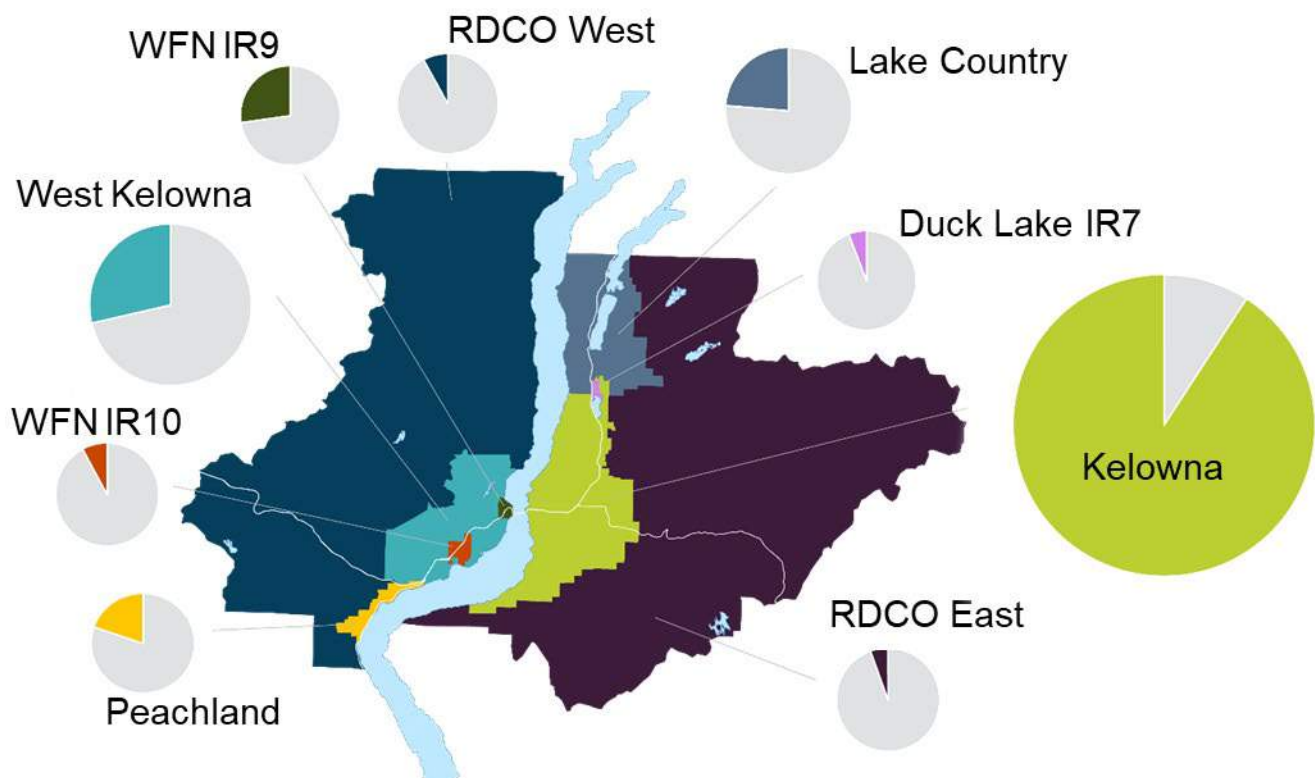 WFN IR9
RDCO West
Lake Country
West Kelowna
Duck Lake IR7
WFN IR10
Kelowna
RDCO East
Peachland